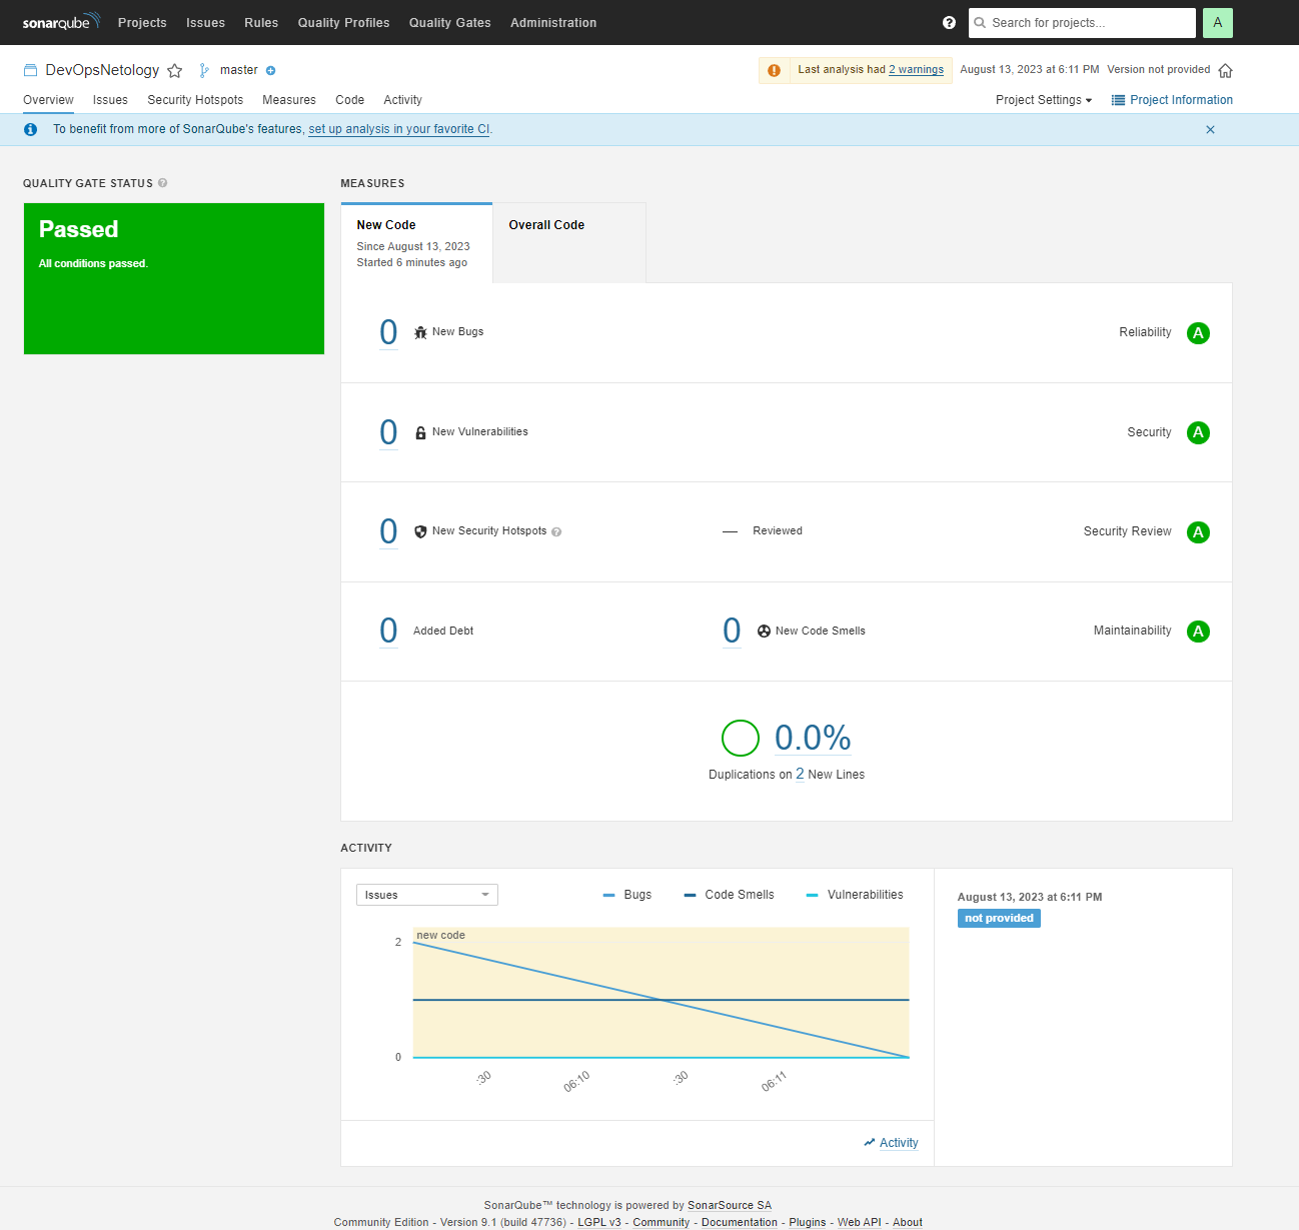 sonarqube Projects Issues Rules Quality Profiles Quality Gates Administration ? Search for projects... A
DevOpsNetology master Last analysis had 2 warnings August 13, 2023 at 6:11 PM Version not provided
Overview Issues Security Hotspots Measures Code Activity Project Settings Project Information
To benefit from more of SonarQube's features, set up analysis in your favorite CI.
QUALITY GATE STATUS ?
Passed
All conditions passed.
MEASURES
New Code
Since August 13, 2023
Started 6 minutes ago
Overall Code
0 New Bugs Reliability A
0 New Vulnerabilities Security A
0 New Security Hotspots ? — Reviewed Security Review A
0 Added Debt 0 New Code Smells Maintainability A
0.0%
Duplications on 2 New Lines
ACTIVITY
Issues Bugs Code Smells Vulnerabilities
new code
2
0
:30 06:10 :30 06:11
Activity
August 13, 2023 at 6:11 PM
not provided
SonarQube™ technology is powered by SonarSource SA
Community Edition - Version 9.1 (build 47736) - LGPL v3 - Community - Documentation - Plugins - Web API - About